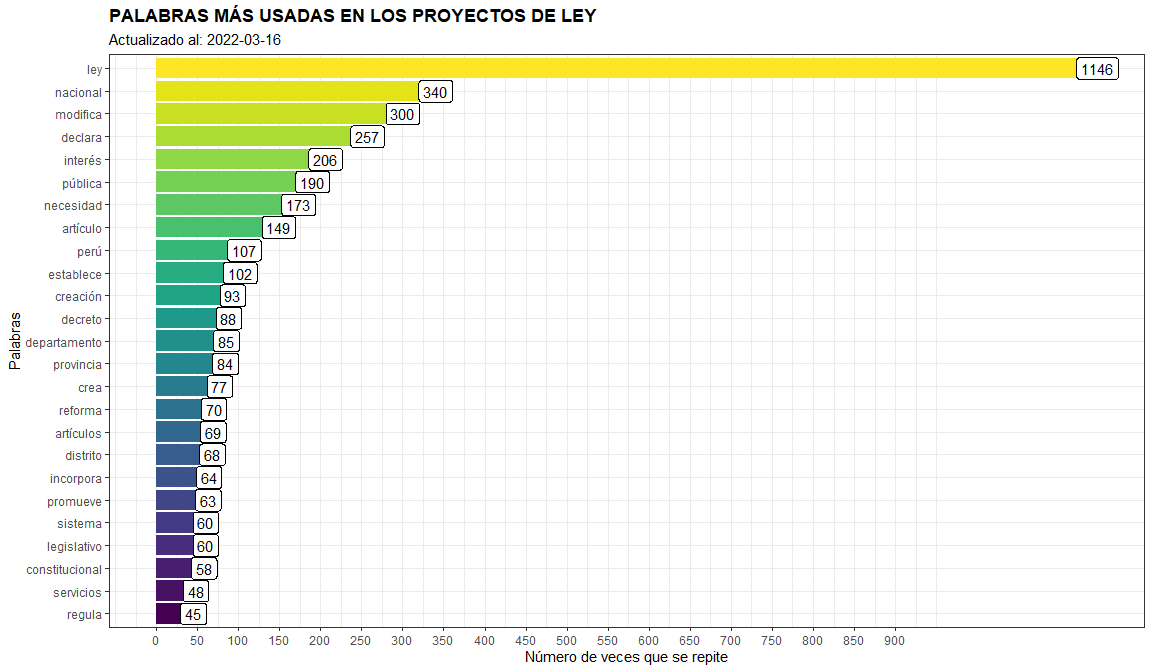 PALABRAS MÁS USADAS EN LOS PROYECTOS DE LEY
Actualizado al: 2022-03-16
Palabras
ley 1146
nacional 340
modifica 300
declara 257
interés 206
pública 190
necesidad 173
artículo 149
perú 107
establece 102
creación 93
decreto 88
departamento 85
provincia 84
crea 77
reforma 70
artículos 69
distrito 68
incorpora 64
promueve 63
sistema 60
legislativo 60
constitucional 58
servicios 48
regula 45
0 50 100 150 200 250 300 350 400 450 500 550 600 650 700 750 800 850 900
Número de veces que se repite